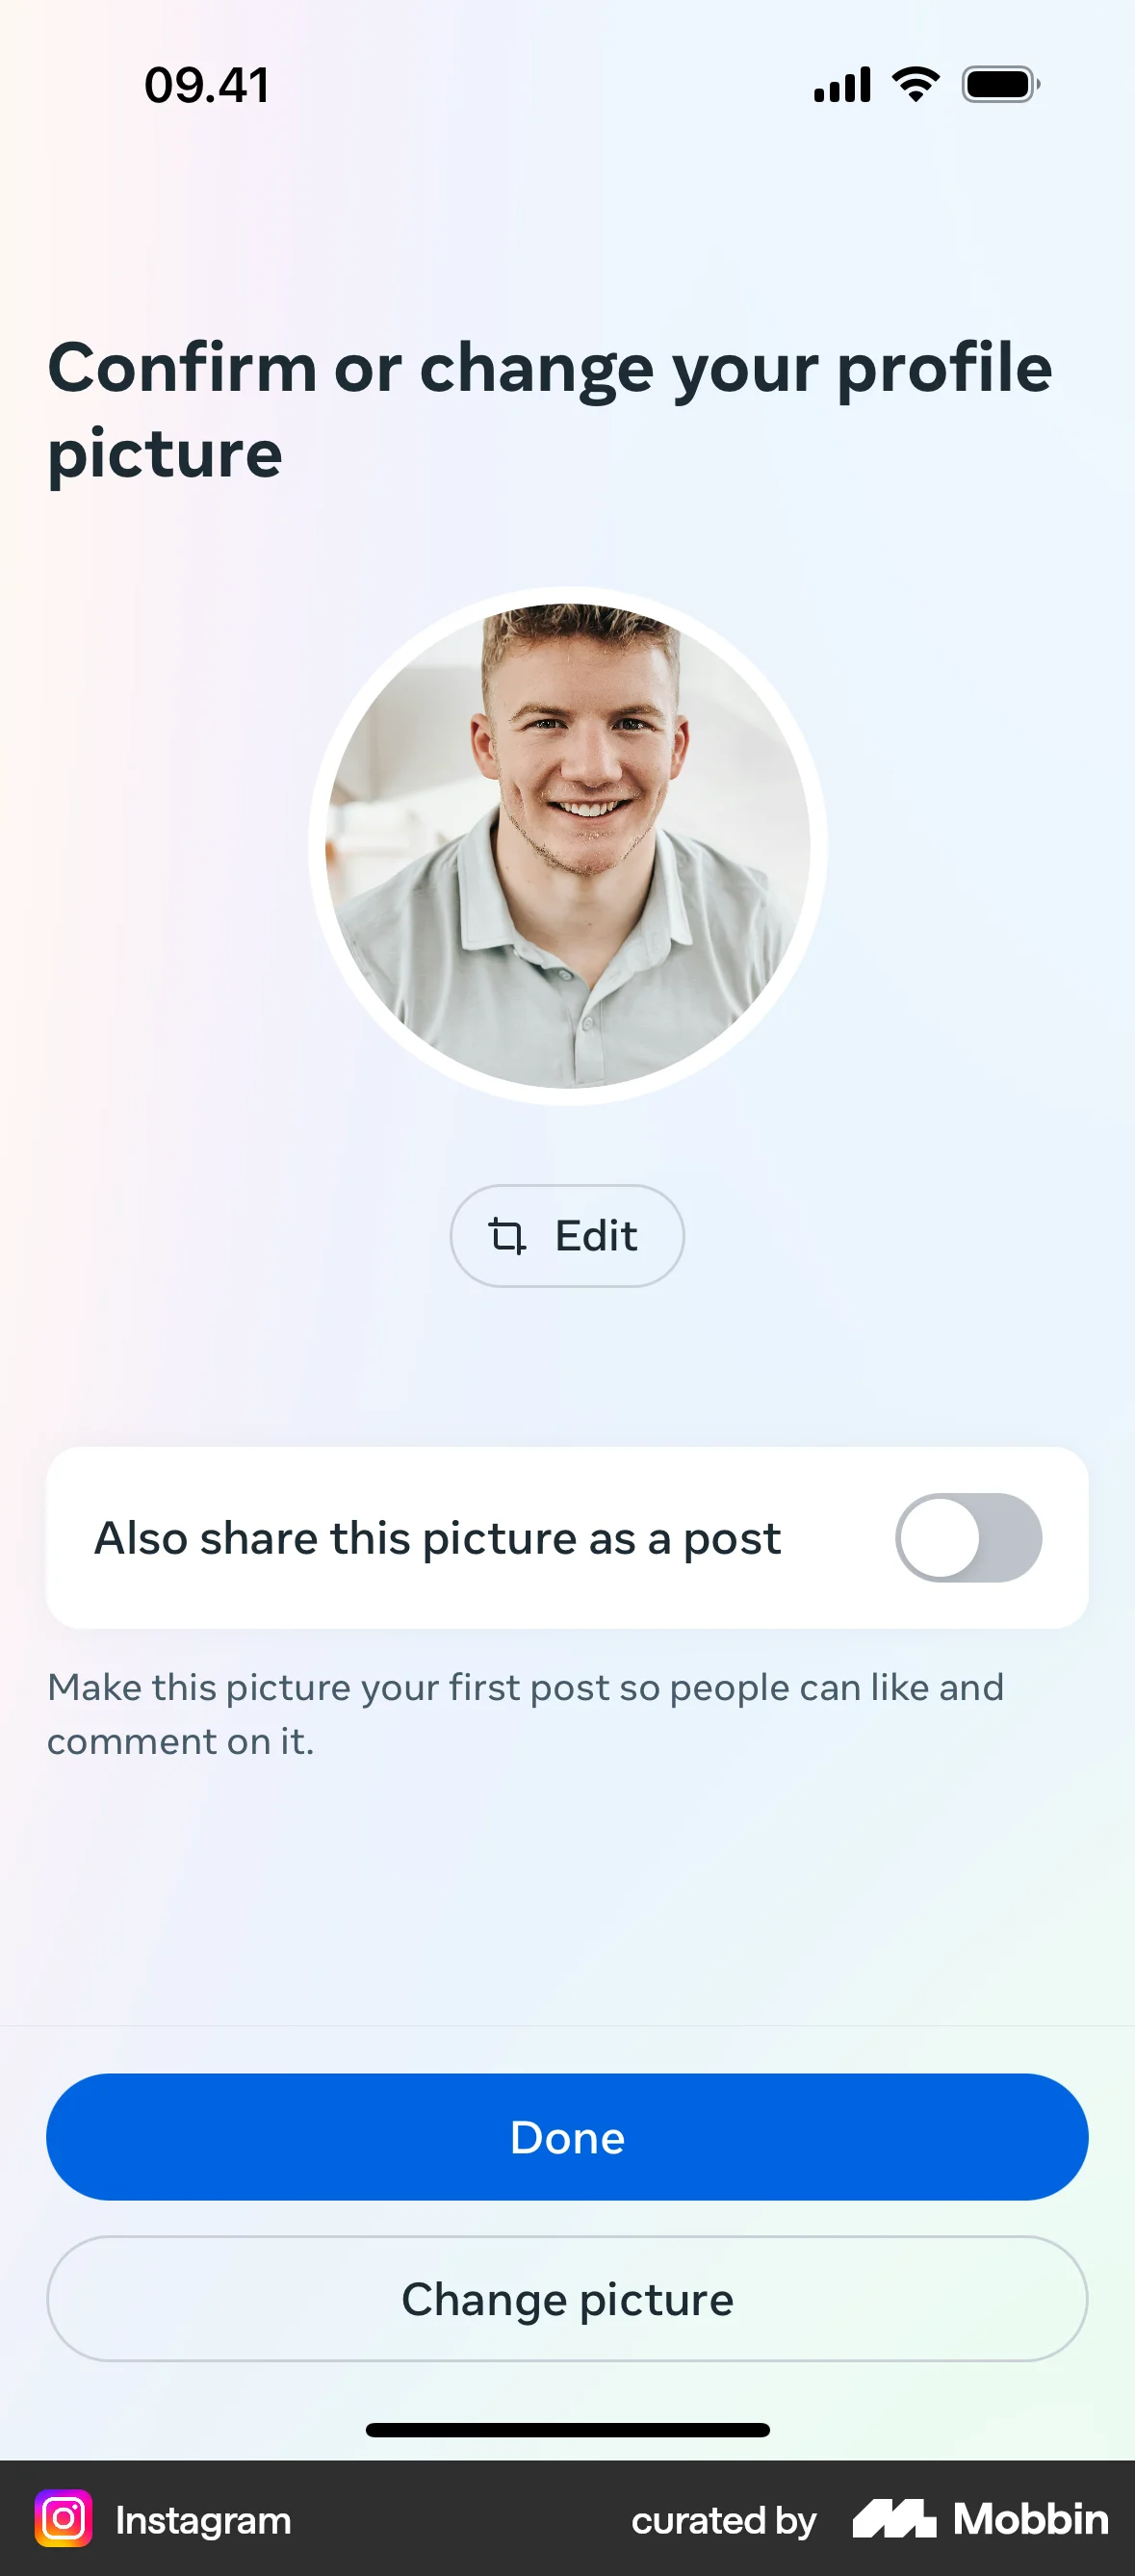 09.41
Confirm or change your profile
picture
Edit
Also share this picture as a post
Make this picture your first post so people can like and
comment on it.
Done
Change picture
Instagram
curated by
Mobbin